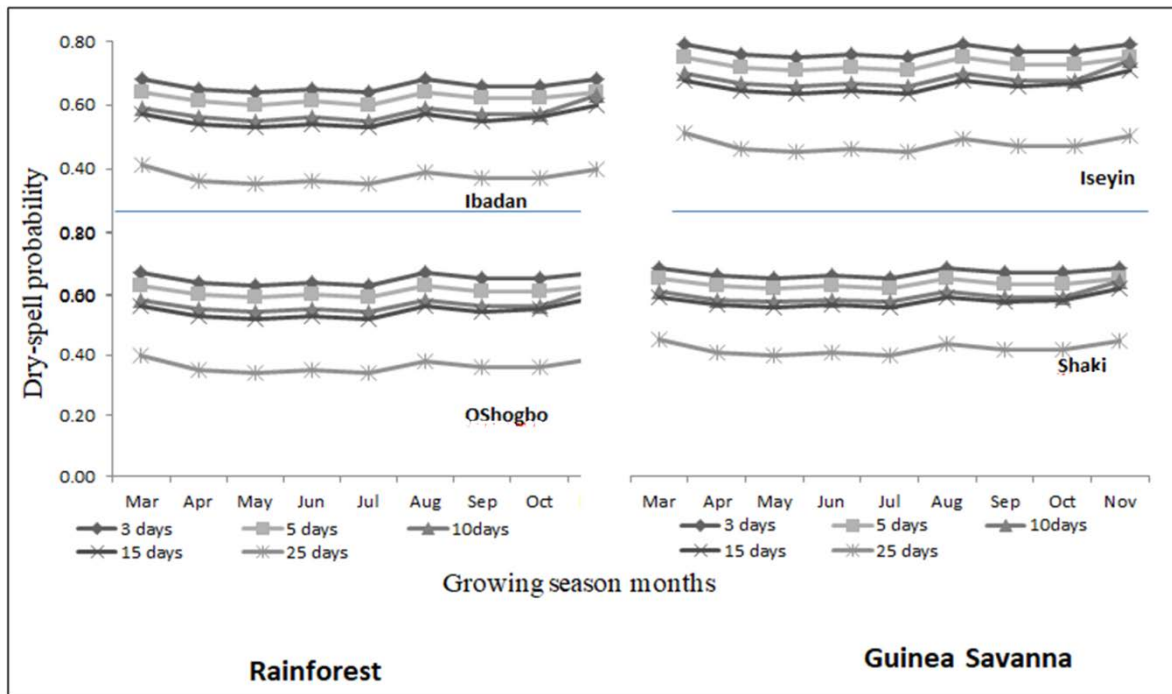 Dry-spell probability
0.80
0.60
0.40
Ibadan
Iseyin
0.80
0.60
0.40
0.20
0.00
OShogbo
Shaki
Mar Apr May Jun Jul Aug Sep Oct
Mar Apr May Jun Jul Aug Sep Oct Nov
3 days 5 days 10days
15 days 25 days
3 days 5 days 10days
15 days 25 days
Growing season months
Rainforest
Guinea Savanna